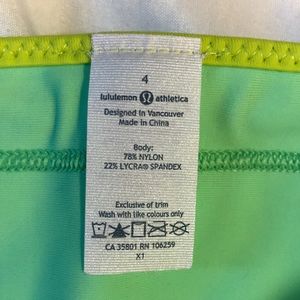 4
lululemon athletica
Designed in Vancouver
Made in China
Body:
78% NYLON
22% LYCRA® SPANDEX
Exclusive of trim
Wash with like colours only
CA 35801 RN 106259
X1